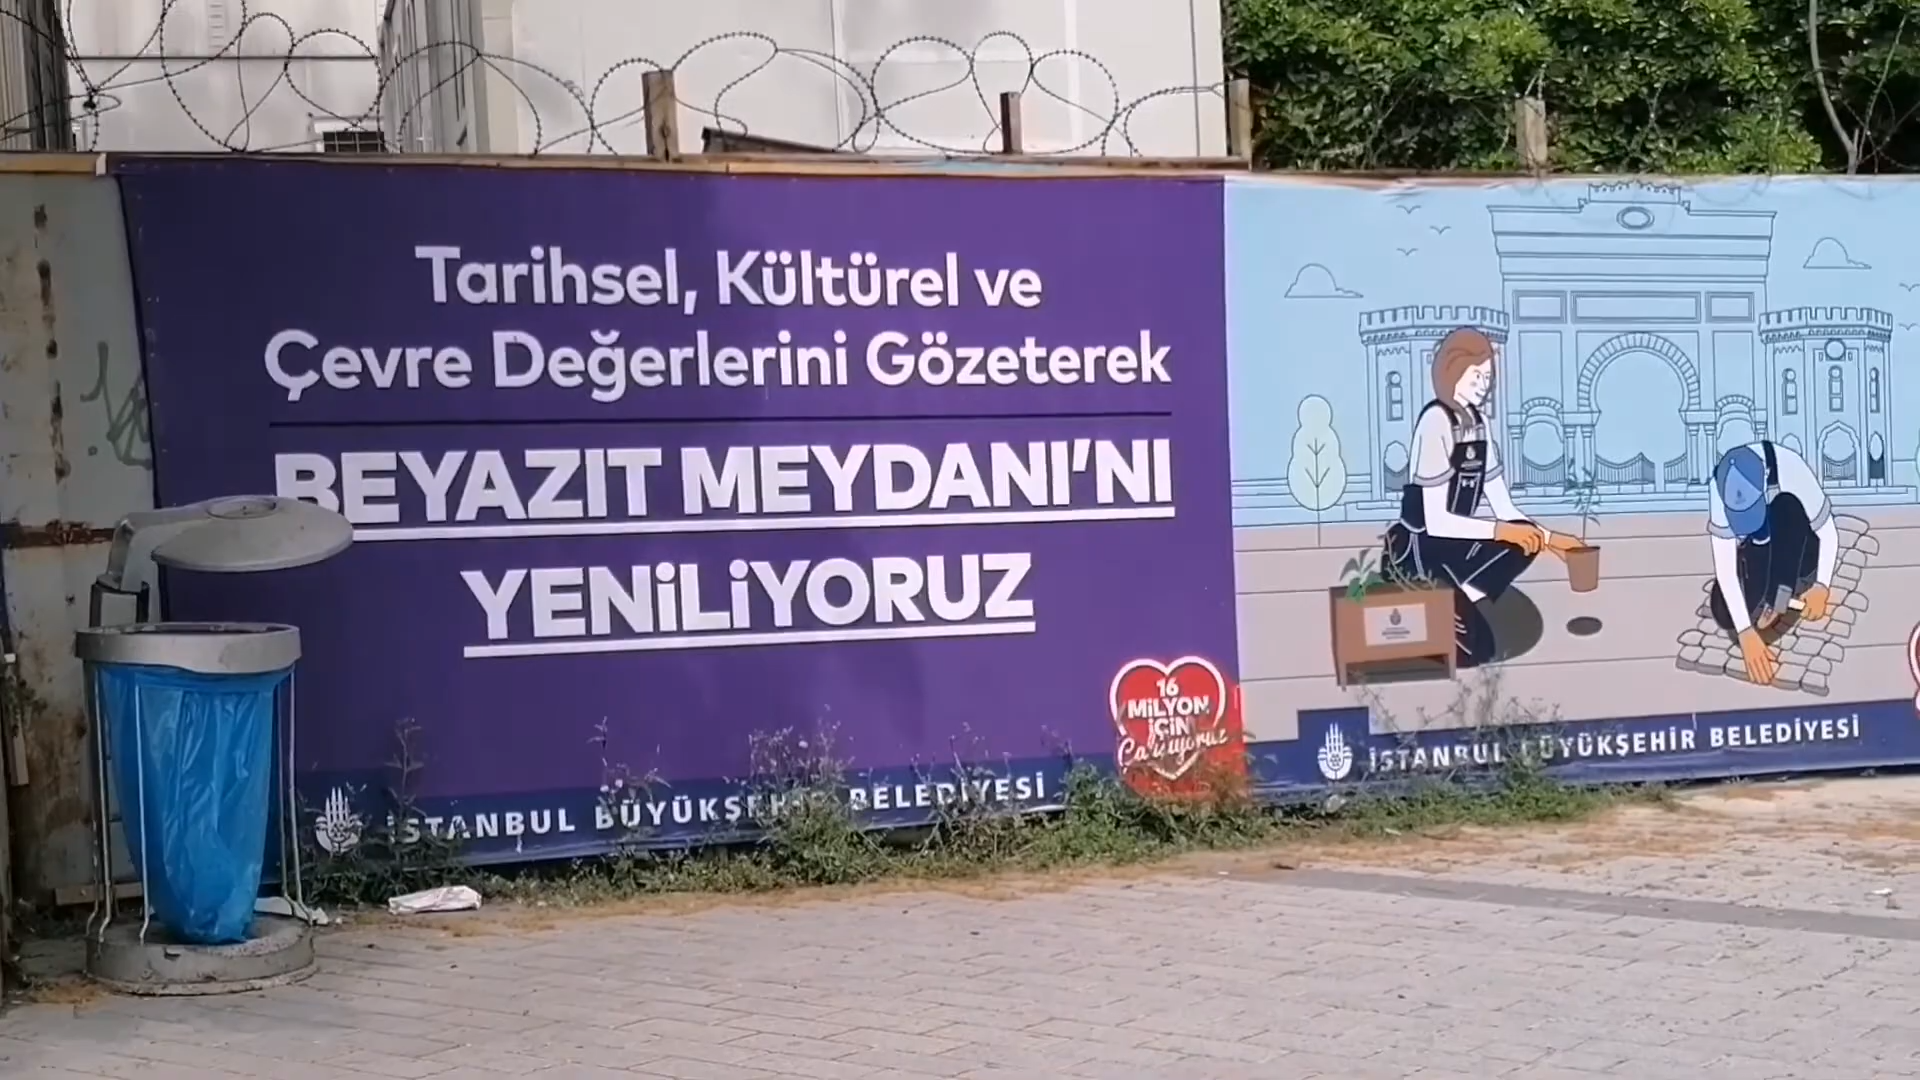 Tarihsel, Kültürel ve
Çevre Değerlerini Gözeterek
BEYAZIT MEYDANI'NI
YENİLİYORUZ
16
MİLYON
İÇİN
Çalışıyoruz
İSTANBUL BÜYÜKŞEHİR BELEDİYESİ
İSTANBUL BÜYÜKŞEHİR BELEDİYESİ